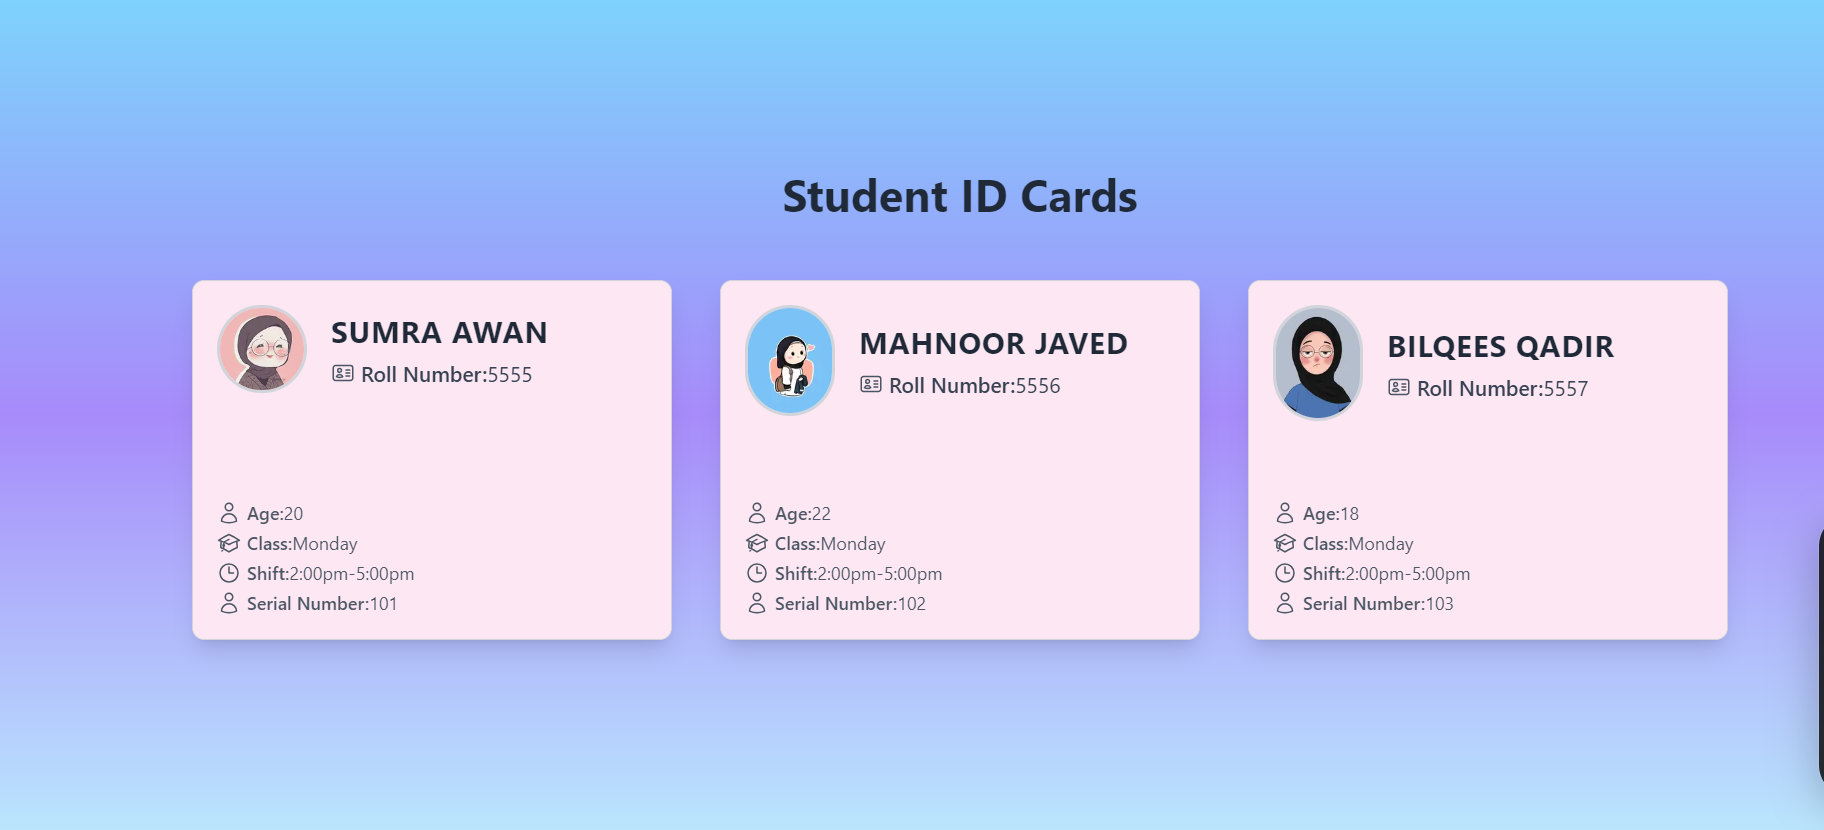 Student ID Cards
SUMRA AWAN
Roll Number:5555
Age:20
Class:Monday
Shift:2:00pm-5:00pm
Serial Number:101
MAHNOOR JAVED
Roll Number:5556
Age:22
Class:Monday
Shift:2:00pm-5:00pm
Serial Number:102
BILQEES QADIR
Roll Number:5557
Age:18
Class:Monday
Shift:2:00pm-5:00pm
Serial Number:103